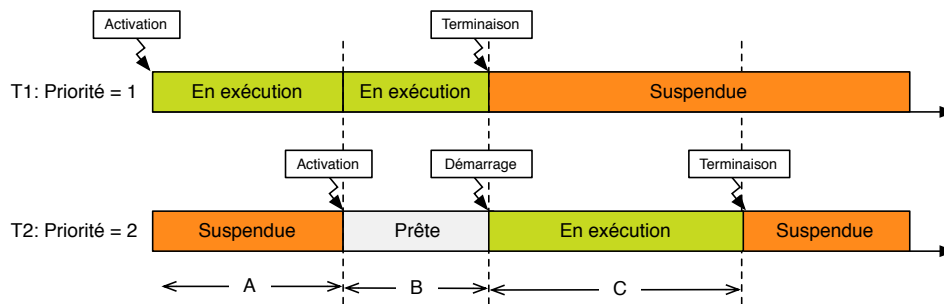 Activation
Terminaison
T1: Priorité = 1
En exécution
En exécution
Suspendue
Activation
Démarrage
Terminaison
T2: Priorité = 2
Suspendue
Prête
En exécution
Suspendue
A
B
C